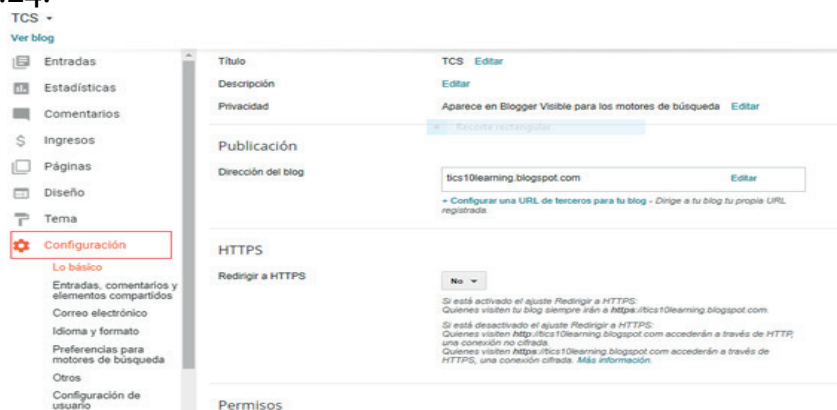 TCS
Ver blog
Entradas
Estadísticas
Comentarios
Ingresos
Páginas
Diseño
Tema
Configuración
Lo básico
Entradas, comentarios y
elementos compartidos
Correo electrónico
Idioma y formato
Preferencias para
motores de búsqueda
Otros
Configuración de
usuario
Título TCS Editar
Descripción Editar
Privacidad Aparece en Blogger Visible para los motores de búsqueda Editar
Recorte rectangular
Publicación
Dirección del blog tics10learning.blogspot.com Editar
+ Configurar una URL de terceros para tu blog - Dirige a tu blog tu propia URL
registrada.
HTTPS
Redirigir a HTTPS No
Si está activado el ajuste Redirigir a HTTPS:
Quienes visiten tu blog siempre irán a https://tics10learning.blogspot.com.
Si está desactivado el ajuste Redirigir a HTTPS:
Quienes visiten http://tics10learning.blogspot.com accederán a través de HTTP,
una conexión no cifrada.
Quienes visiten https://tics10learning.blogspot.com accederán a través de
HTTPS, una conexión cifrada. Más información.
Permisos